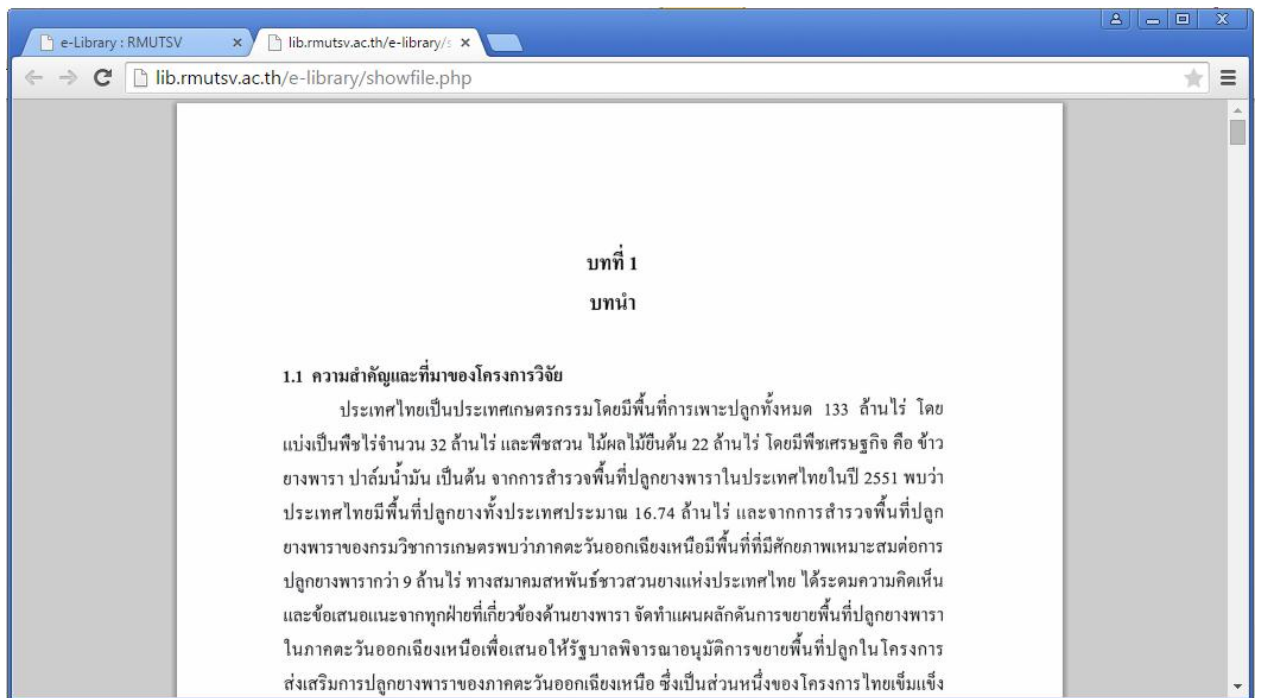 e-Library : RMUTSV
lib.rmutsv.ac.th/e-library/s
lib.rmutsv.ac.th/e-library/showfile.php
บทที่ 1
บทนำ
1.1 ความสำคัญและที่มาของโครงการวิจัย
ประเทศไทยเป็นประเทศเกษตรกรรมโดยมีพื้นที่การเพาะปลูกทั้งหมด 133 ล้านไร่ โดย
แบ่งเป็นพืชไร่จำนวน 32 ล้านไร่ และพืชสวน ไม้ผลไม้ยืนต้น 22 ล้านไร่ โดยมีพืชเศรษฐกิจ คือ ข้าว
ยางพารา ปาล์มน้ำมัน เป็นต้น จากการสำรวจพื้นที่ปลูกยางพาราในประเทศไทยในปี 2551 พบว่า
ประเทศไทยมีพื้นที่ปลูกยางทั้งประเทศประมาณ 16.74 ล้านไร่ และจากการสำรวจพื้นที่ปลูก
ยางพาราของกรมวิชาการเกษตรพบว่าภาคตะวันออกเฉียงเหนือมีพื้นที่ที่มีศักยภาพเหมาะสมต่อการ
ปลูกยางพารากว่า 9 ล้านไร่ ทางสมาคมสหพันธ์ชาวสวนยางแห่งประเทศไทย ได้ระดมความคิดเห็น
และข้อเสนอแนะจากทุกฝ่ายที่เกี่ยวข้องด้านยางพารา จัดทำแผนผลักดันการขยายพื้นที่ปลูกยางพารา
ในภาคตะวันออกเฉียงเหนือเพื่อเสนอให้รัฐบาลพิจารณาอนุมัติการขยายพื้นที่ปลูกในโครงการ
ส่งเสริมการปลูกยางพาราของภาคตะวันออกเฉียงเหนือ ซึ่งเป็นส่วนหนึ่งของโครงการไทยเข้มแข็ง